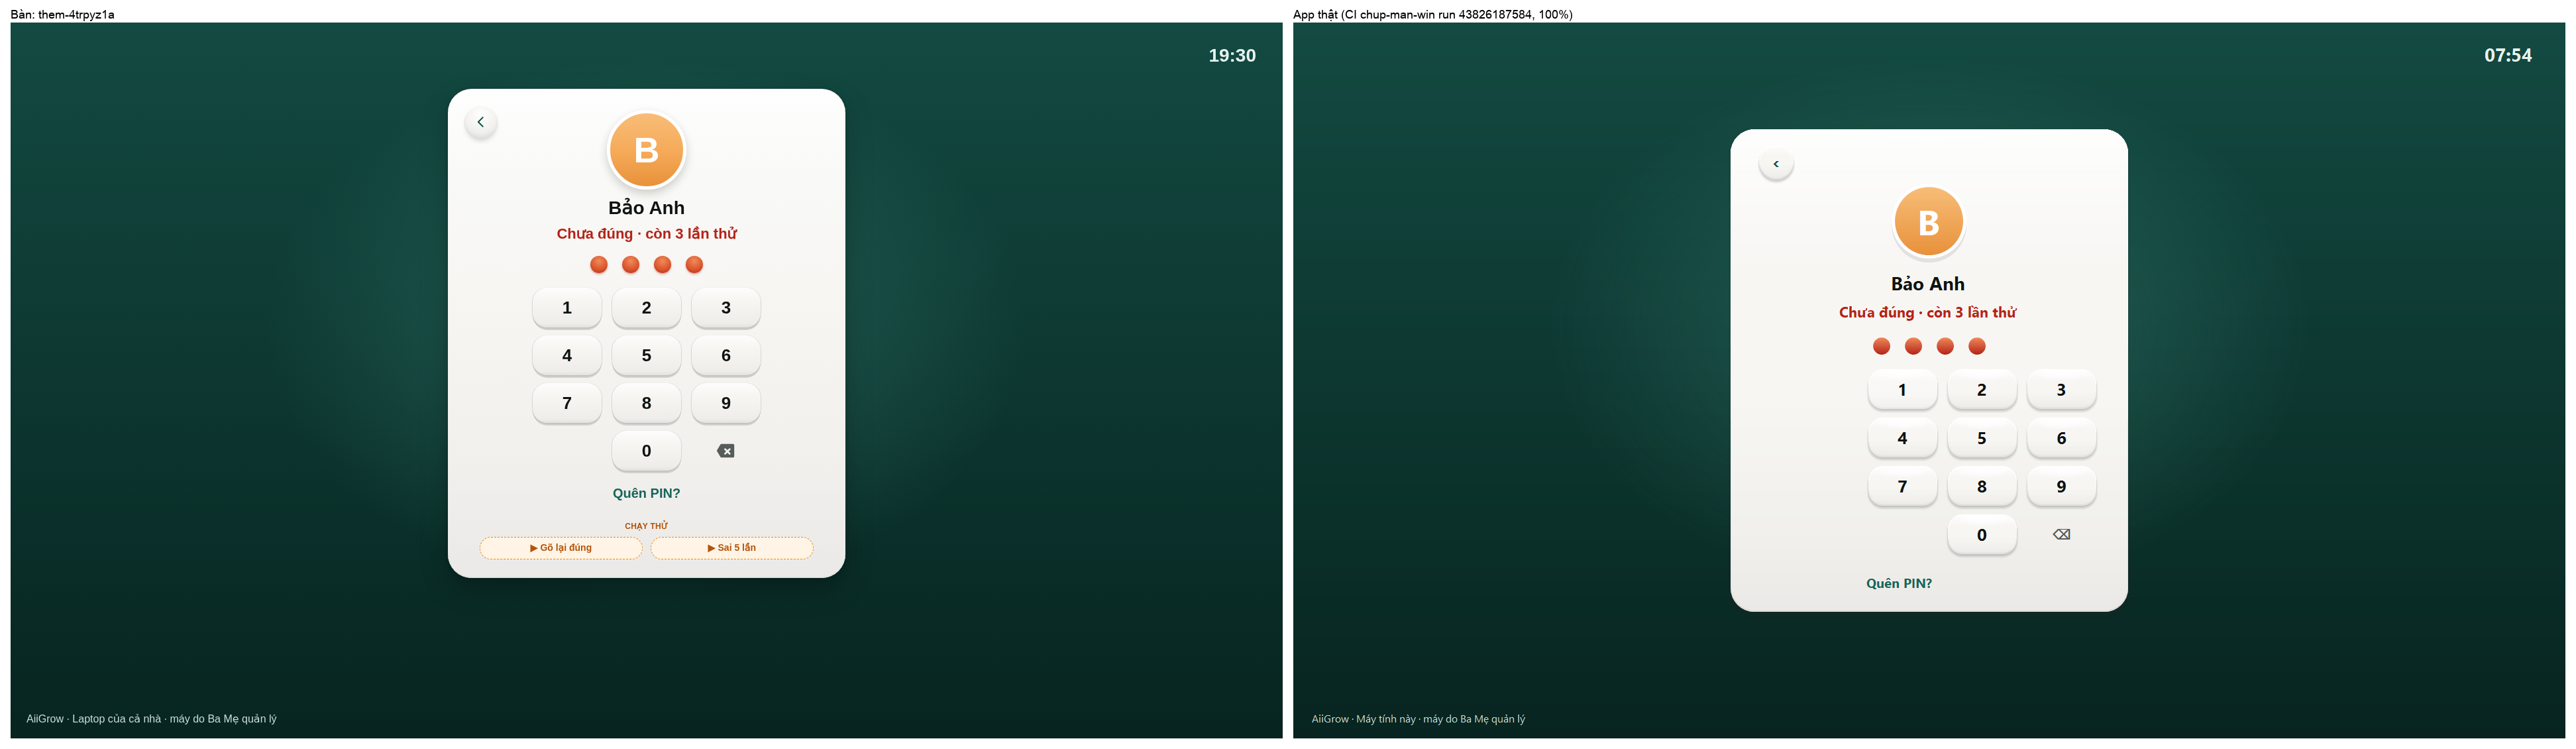 Bàn: them-4trpyz1a
19:30
B
Bảo Anh
Chưa đúng · còn 3 lần thử
1 2 3
4 5 6
7 8 9
0
Quên PIN?
CHẠY THỬ
▶ Gõ lại đúng ▶ Sai 5 lần
AiiGrow · Laptop của cả nhà · máy do Ba Mẹ quản lý
App thật (CI chup-man-win run 43826187584, 100%)
07:54
B
Bảo Anh
Chưa đúng · còn 3 lần thử
1 2 3
4 5 6
7 8 9
0
Quên PIN?
AiiGrow · Máy tính này · máy do Ba Mẹ quản lý